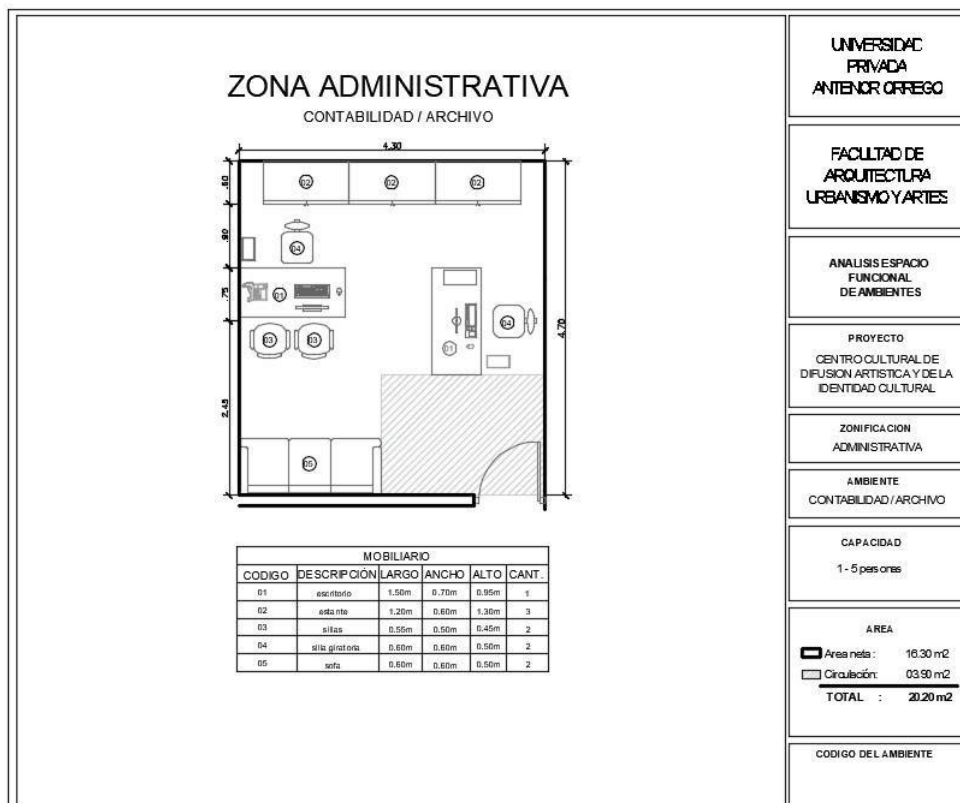 ZONA ADMINISTRATIVA
CONTABILIDAD / ARCHIVO
4.30
.60
.90
.75
2.45
4.70
02
02
02
04
01
03
03
01
04
05
MOBILIARIO
CODIGO DESCRIPCIÓN LARGO ANCHO ALTO CANT.
01 escritorio 1.50m 0.70m 0.95m 1
02 estante 1.20m 0.60m 1.30m 3
03 sillas 0.55m 0.50m 0.45m 2
04 silla giratoria 0.60m 0.60m 0.50m 2
05 sofa 0.60m 0.60m 0.50m 2
UNIVERSIDAD
PRIVADA
ANTENOR ORREGO
FACULTAD DE
ARQUITECTURA
URBANISMO Y ARTES
ANALISIS ESPACIO
FUNCIONAL
DE AMBIENTES
PROYECTO
CENTRO CULTURAL DE
DIFUSION ARTISTICA Y DE LA
IDENTIDAD CULTURAL
ZONIFICACION
ADMINISTRATIVA
AMBIENTE
CONTABILIDAD / ARCHIVO
CAPACIDAD
1 - 5 personas
AREA
Area neta : 16.30 m2
Circulación: 03.90 m2
TOTAL : 20.20 m2
CODIGO DEL AMBIENTE